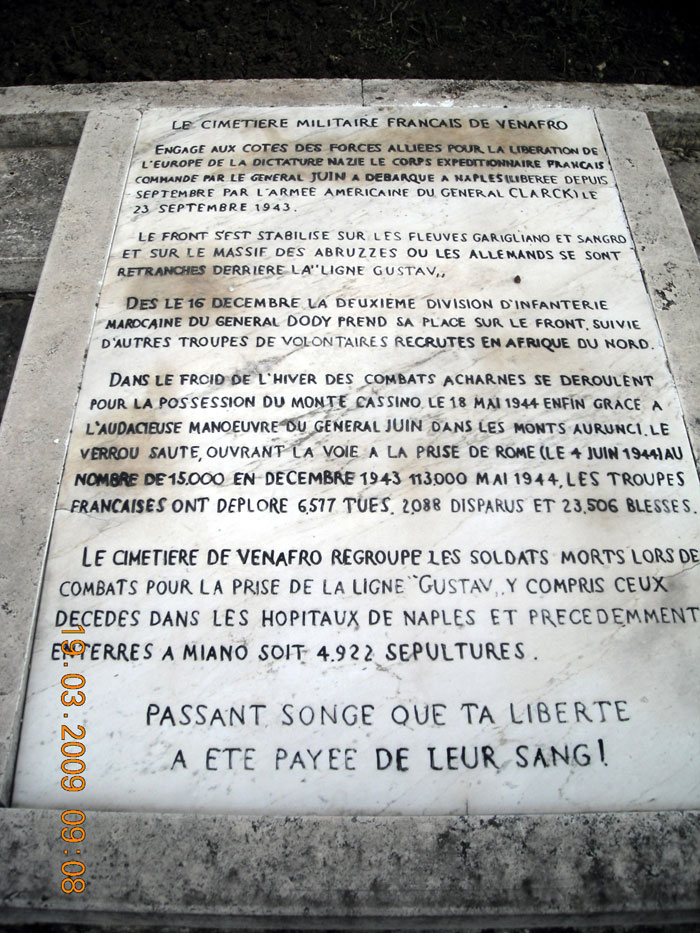 LE CIMETIERE MILITAIRE FRANCAIS DE VENAFRO
ENGAGE AUX COTES DES FORCES ALLIEES POUR LA LIBERATION DE
L'EUROPE DE LA DICTATURE NAZIE LE CORPS EXPEDITIONNAIRE FRANCAIS
COMMANDE PAR LE GENERAL JUIN A DEBARQUE A NAPLES (LIBEREE DEPUIS
SEPTEMBRE PAR L'ARMEE AMERICAINE DU GENERAL CLARCK) LE
23 SEPTEMBRE 1943.
LE FRONT S'EST STABILISE SUR LES FLEUVES GARIGLIANO ET SANGRO
ET SUR LE MASSIF DES ABRUZZES OU LES ALLEMANDS SE SONT
RETRANCHES DERRIERE LA "LIGNE GUSTAV,,
DES LE 16 DECEMBRE LA DEUXIEME DIVISION D'INFANTERIE
MAROCAINE DU GENERAL DODY PREND SA PLACE SUR LE FRONT, SUIVIE
D'AUTRES TROUPES DE VOLONTAIRES RECRUTES EN AFRIQUE DU NORD.
DANS LE FROID DE L'HIVER DES COMBATS ACHARNES SE DEROULENT
POUR LA POSSESSION DU MONTE CASSINO. LE 18 MAI 1944 ENFIN GRACE A
L'AUDACIEUSE MANOEUVRE DU GENERAL JUIN DANS LES MONTS AURUNCI. LE
VERROU SAUTE, OUVRANT LA VOIE A LA PRISE DE ROME (LE 4 JUIN 1944) AU
NOMBRE DE 15.000 EN DECEMBRE 1943 113.000 MAI 1944, LES TROUPES
FRANCAISES ONT DEPLORE 6,577 TUES, 2,088 DISPARUS ET 23,506 BLESSES.
LE CIMETIERE DE VENAFRO REGROUPE LES SOLDATS MORTS LORS DE
COMBATS POUR LA PRISE DE LA LIGNE "GUSTAV,, Y COMPRIS CEUX
DECEDES DANS LES HOPITAUX DE NAPLES ET PRECEDEMMENT
ENTERRES A MIANO SOIT 4.922 SEPULTURES.
PASSANT SONGE QUE TA LIBERTE
A ETE PAYEE DE LEUR SANG!
19.03.2009 09:08